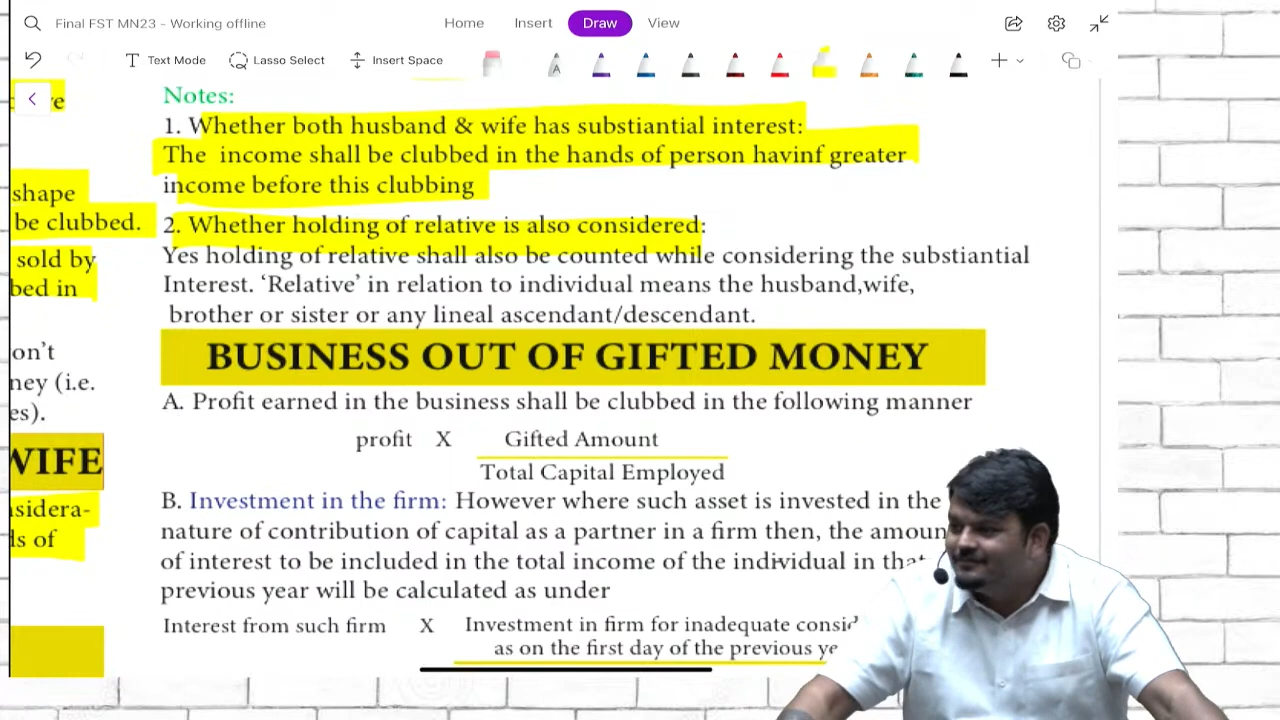 Final FST MN23 - Working offline
Home Insert Draw View
Text Mode Lasso Select Insert Space
A
shape
be clubbed.
sold by
bed in
on't
ney (i.e.
es).
WIFE
nsidera-
ls of
Notes:
1. Whether both husband & wife has substiantial interest:
The income shall be clubbed in the hands of person havinf greater
income before this clubbing
2. Whether holding of relative is also considered:
Yes holding of relative shall also be counted while considering the substantial
Interest. ‘Relative’ in relation to individual means the husband,wife,
brother or sister or any lineal ascendant/descendant.
BUSINESS OUT OF GIFTED MONEY
A. Profit earned in the business shall be clubbed in the following manner
profit X Gifted Amount
Total Capital Employed
B. Investment in the firm: However where such asset is invested in the
nature of contribution of capital as a partner in a firm then, the amoun
of interest to be included in the total income of the individual in that
previous year will be calculated as under
Interest from such firm X Investment in firm for inadequate consid
as on the first day of the previous ye